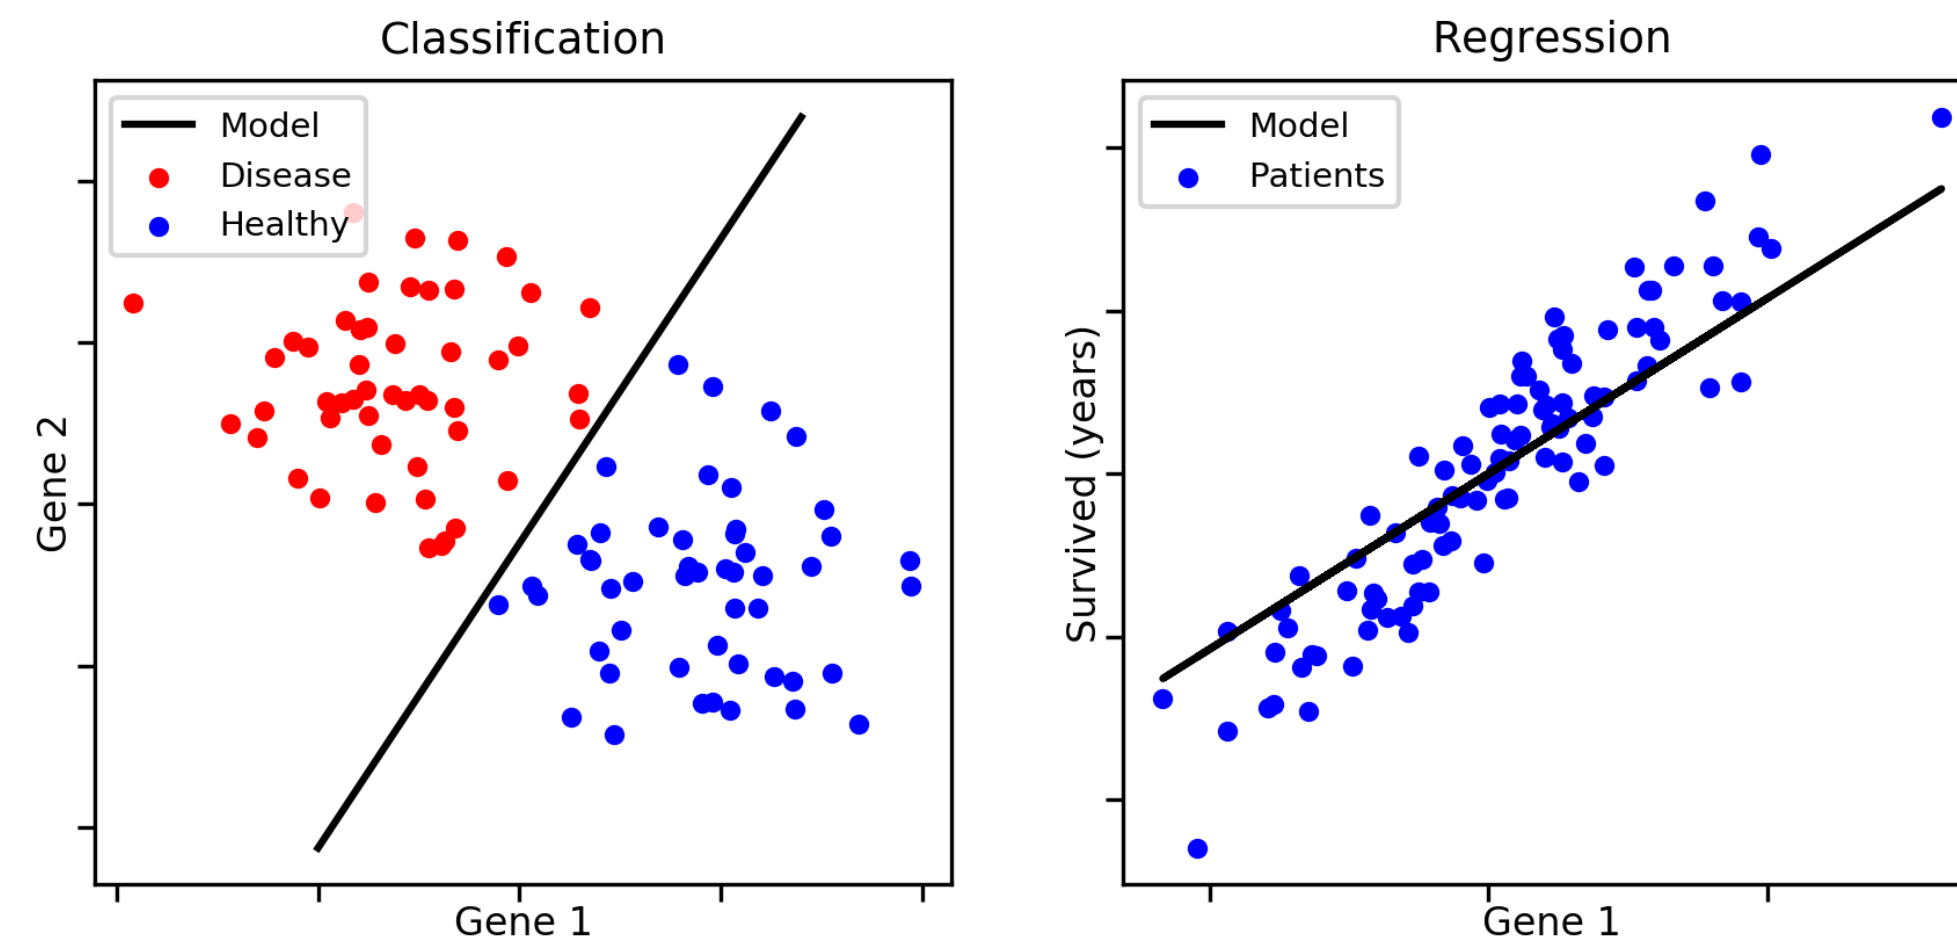 Classification
Model
Disease
Healthy
Gene 2
Gene 1
Regression
Model
Patients
Survived (years)
Gene 1